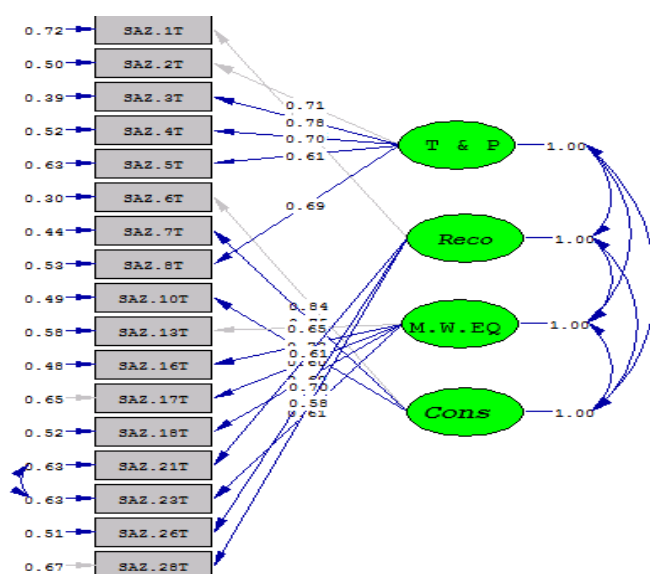 0.72 SAZ.1T
0.50 SAZ.2T
0.39 SAZ.3T
0.52 SAZ.4T
0.63 SAZ.5T
0.30 SAZ.6T
0.44 SAZ.7T
0.53 SAZ.8T
0.49 SAZ.10T
0.58 SAZ.13T
0.48 SAZ.16T
0.65 SAZ.17T
0.52 SAZ.18T
0.63 SAZ.21T
0.63 SAZ.23T
0.51 SAZ.26T
0.67 SAZ.28T
0.71
0.78
0.70
0.61
0.69
0.84
0.65
0.61
0.70
0.58
0.61
T & P 1.00
Reco 1.00
M.W.EQ 1.00
Cons 1.00